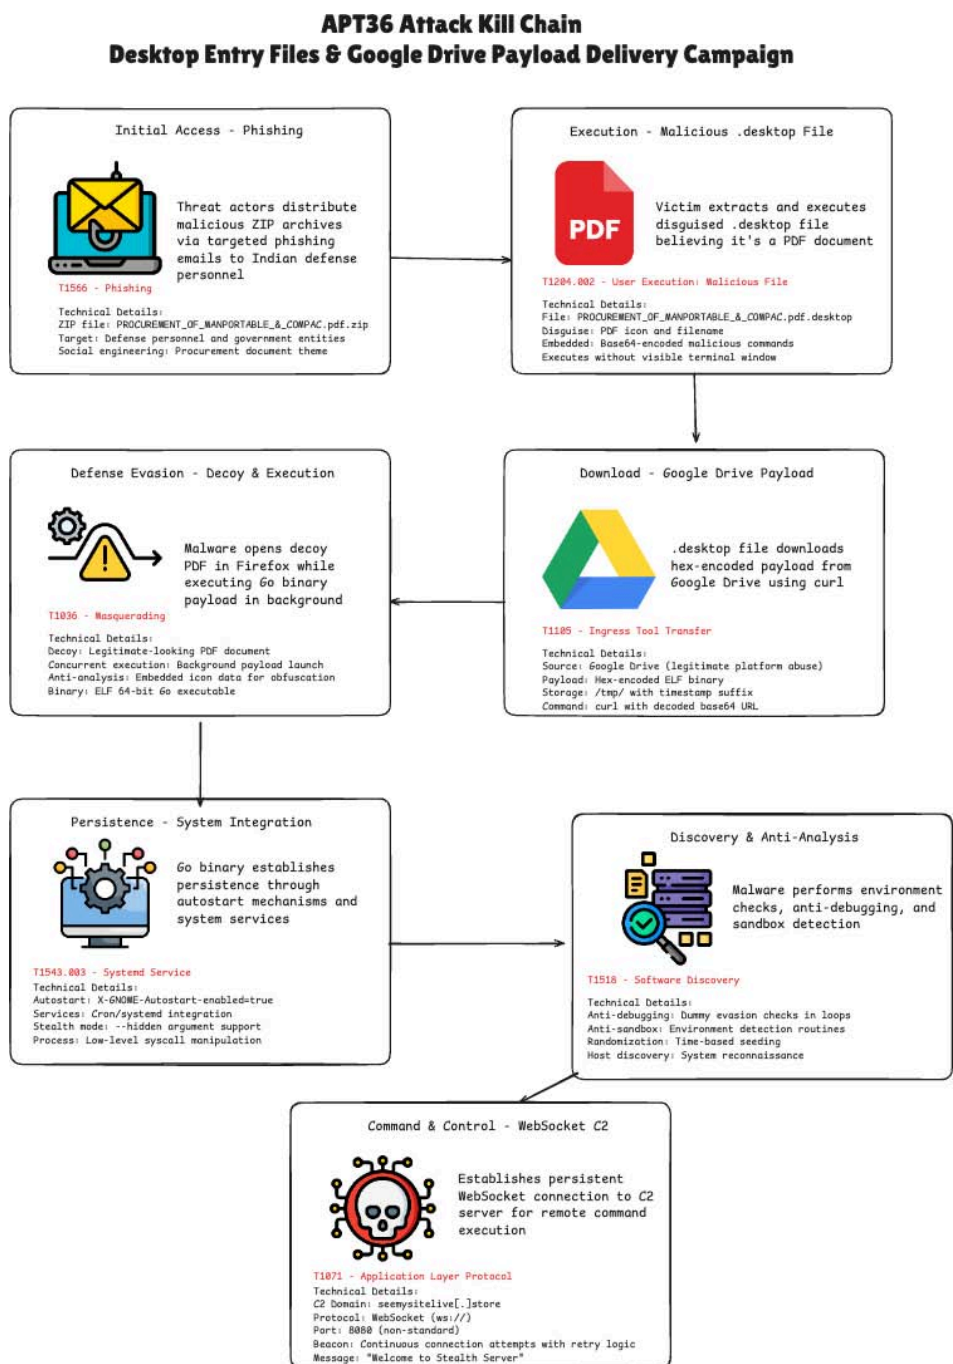 APT36 Attack Kill Chain
Desktop Entry Files & Google Drive Payload Delivery Campaign
Initial Access - Phishing
Threat actors distribute
malicious ZIP archives
via targeted phishing
emails to Indian defense
personnel
T1566 - Phishing
Technical Details:
ZIP file: PROCUREMENT_OF_MANPORTABLE_&_COMPAC.pdf.zip
Target: Defense personnel and government entities
Social engineering: Procurement document theme
Execution - Malicious .desktop File
PDF
Victim extracts and executes
disguised .desktop file
believing it's a PDF document
T1204.002 - User Execution: Malicious File
Technical Details:
File: PROCUREMENT_OF_MANPORTABLE_&_COMPAC.pdf.desktop
Disguise: PDF icon and filename
Embedded: Base64-encoded malicious commands
Executes without visible terminal window
Download - Google Drive Payload
.desktop file downloads
hex-encoded payload from
Google Drive using curl
T1105 - Ingress Tool Transfer
Technical Details:
Source: Google Drive (legitimate platform abuse)
Payload: Hex-encoded ELF binary
Storage: /tmp/ with timestamp suffix
Command: curl with decoded base64 URL
Defense Evasion - Decoy & Execution
Malware opens decoy
PDF in Firefox while
executing Go binary
payload in background
T1036 - Masquerading
Technical Details:
Decoy: Legitimate-looking PDF document
Concurrent execution: Background payload launch
Anti-analysis: Embedded icon data for obfuscation
Binary: ELF 64-bit Go executable
Persistence - System Integration
Go binary establishes
persistence through
autostart mechanisms and
system services
T1543.003 - Systemd Service
Technical Details:
Autostart: X-GNOME-Autostart-enabled=true
Services: Cron/systemd integration
Stealth mode: --hidden argument support
Process: Low-level syscall manipulation
Discovery & Anti-Analysis
Malware performs environment
checks, anti-debugging, and
sandbox detection
T1518 - Software Discovery
Technical Details:
Anti-debugging: Dummy evasion checks in loops
Anti-sandbox: Environment detection routines
Randomization: Time-based seeding
Host discovery: System reconnaissance
Command & Control - WebSocket C2
Establishes persistent
WebSocket connection to C2
server for remote command
execution
T1071 - Application Layer Protocol
Technical Details:
C2 Domain: seemysitelive[.]store
Protocol: WebSocket (ws://)
Port: 8080 (non-standard)
Beacon: Continuous connection attempts with retry logic
Message: "Welcome to Stealth Server"